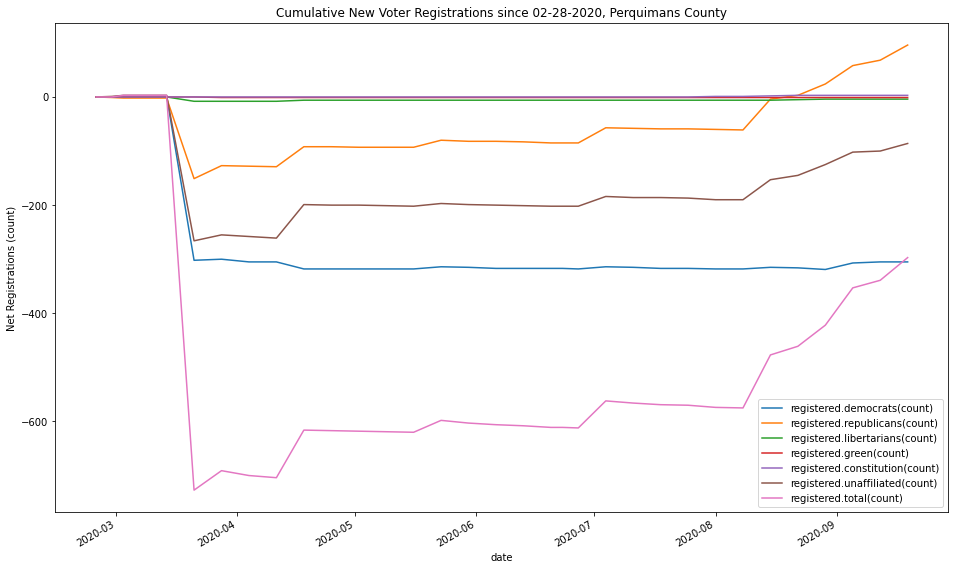 Cumulative New Voter Registrations since 02-28-2020, Perquimans County
Net Registrations (count)
0
−200
−400
−600
registered.democrats(count)
registered.republicans(count)
registered.libertarians(count)
registered.green(count)
registered.constitution(count)
registered.unaffiliated(count)
registered.total(count)
2020-03
2020-04
2020-05
2020-06
2020-07
2020-08
2020-09
date